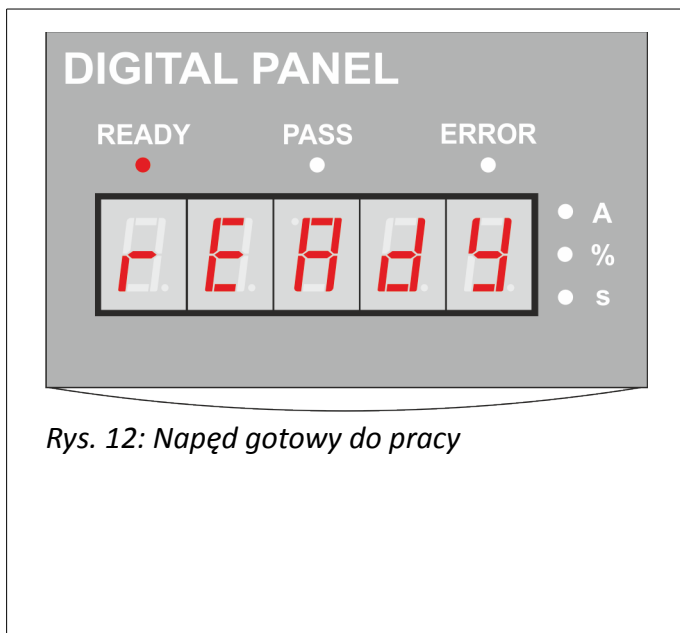 DIGITAL PANEL
READY PASS ERROR
rEAdy
A
%
s
Rys. 12: Napęd gotowy do pracy